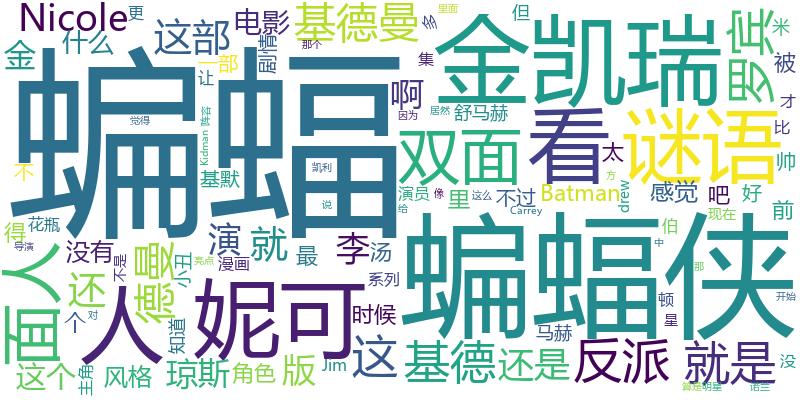 Nicole
更
电影
基德曼
多
里面
但
金
什么
这部
剧情
那个
集
啊
金凯瑞
罗宾
米
被
一部
让
因为
居然
舒马赫
才
蝙蝠
觉得
Kidman
阵容
双面
看
谜语
比
不
基默
凯利
太
方
帅
得
花瓶
说
演员
像
里
这么
不过
Batman
drew
感觉
吧
好
前
给
Carrey
现在
面人
导演
没有
德曼
亮点
不是
小丑
演
就
漫画
最
李
汤
系列
蝙蝠侠
伯
中
那
还
人
妮可
时候
马赫
顿
星
开始
个
对
知道
这
基德
还是
反派
就是
没
这个
主角
风格
琼斯
角色
版
Jim
算是
明星
诺兰